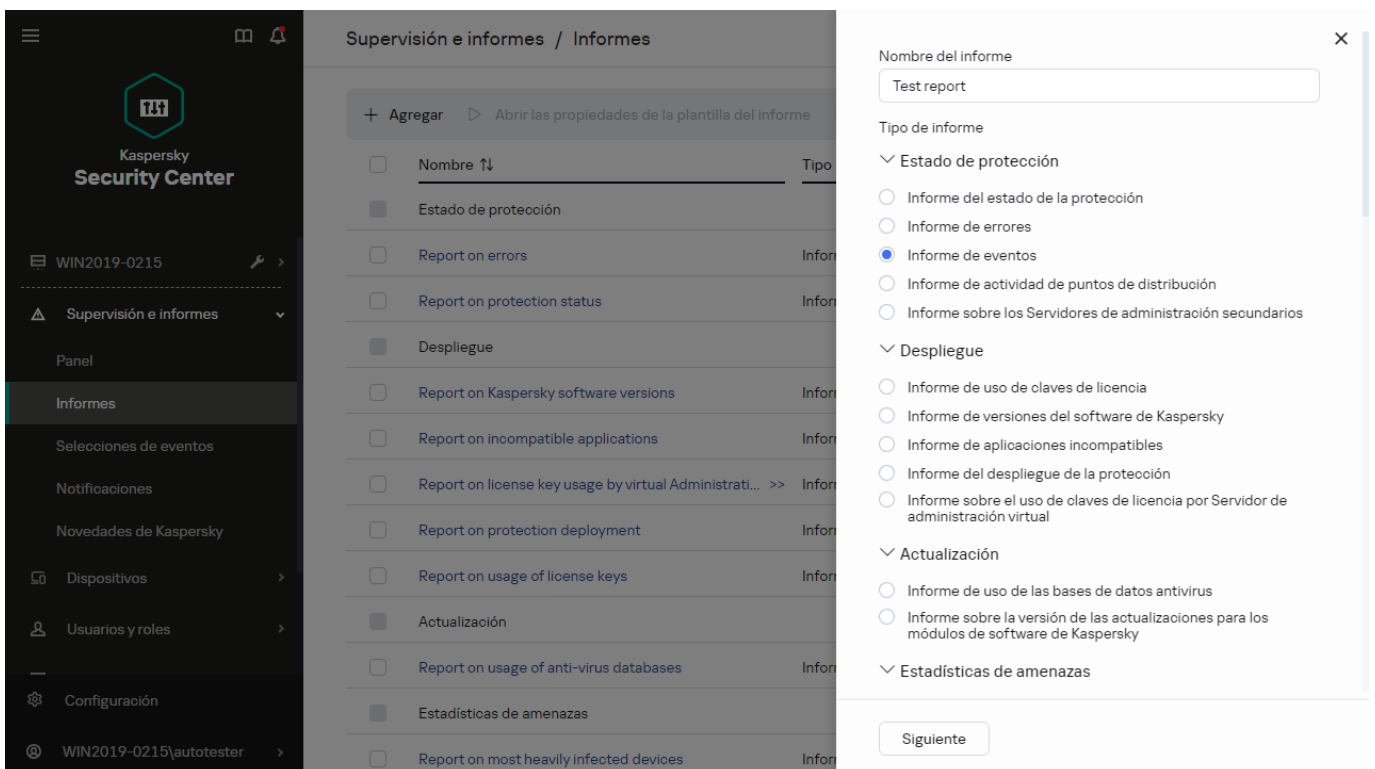 Kaspersky
Security Center
WIN2019-0215
Supervisión e informes
Panel
Informes
Selecciones de eventos
Notificaciones
Novedades de Kaspersky
Dispositivos
Usuarios y roles
Configuración
WIN2019-0215\autotester
Supervisión e informes / Informes
+ Agregar Abrir las propiedades de la plantilla del informe
Nombre Tipo
Estado de protección
Report on errors Infor
Report on protection status Infor
Despliegue
Report on Kaspersky software versions Infor
Report on incompatible applications Infor
Report on license key usage by virtual Administrati... >> Infor
Report on protection deployment Infor
Report on usage of license keys Infor
Actualización
Report on usage of anti-virus databases Infor
Estadísticas de amenazas
Report on most heavily infected devices Infor
Nombre del informe
Test report
Tipo de informe
Estado de protección
Informe del estado de la protección
Informe de errores
Informe de eventos
Informe de actividad de puntos de distribución
Informe sobre los Servidores de administración secundarios
Despliegue
Informe de uso de claves de licencia
Informe de versiones del software de Kaspersky
Informe de aplicaciones incompatibles
Informe del despliegue de la protección
Informe sobre el uso de claves de licencia por Servidor de
administración virtual
Actualización
Informe de uso de las bases de datos antivirus
Informe sobre la versión de las actualizaciones para los
módulos de software de Kaspersky
Estadísticas de amenazas
Siguiente